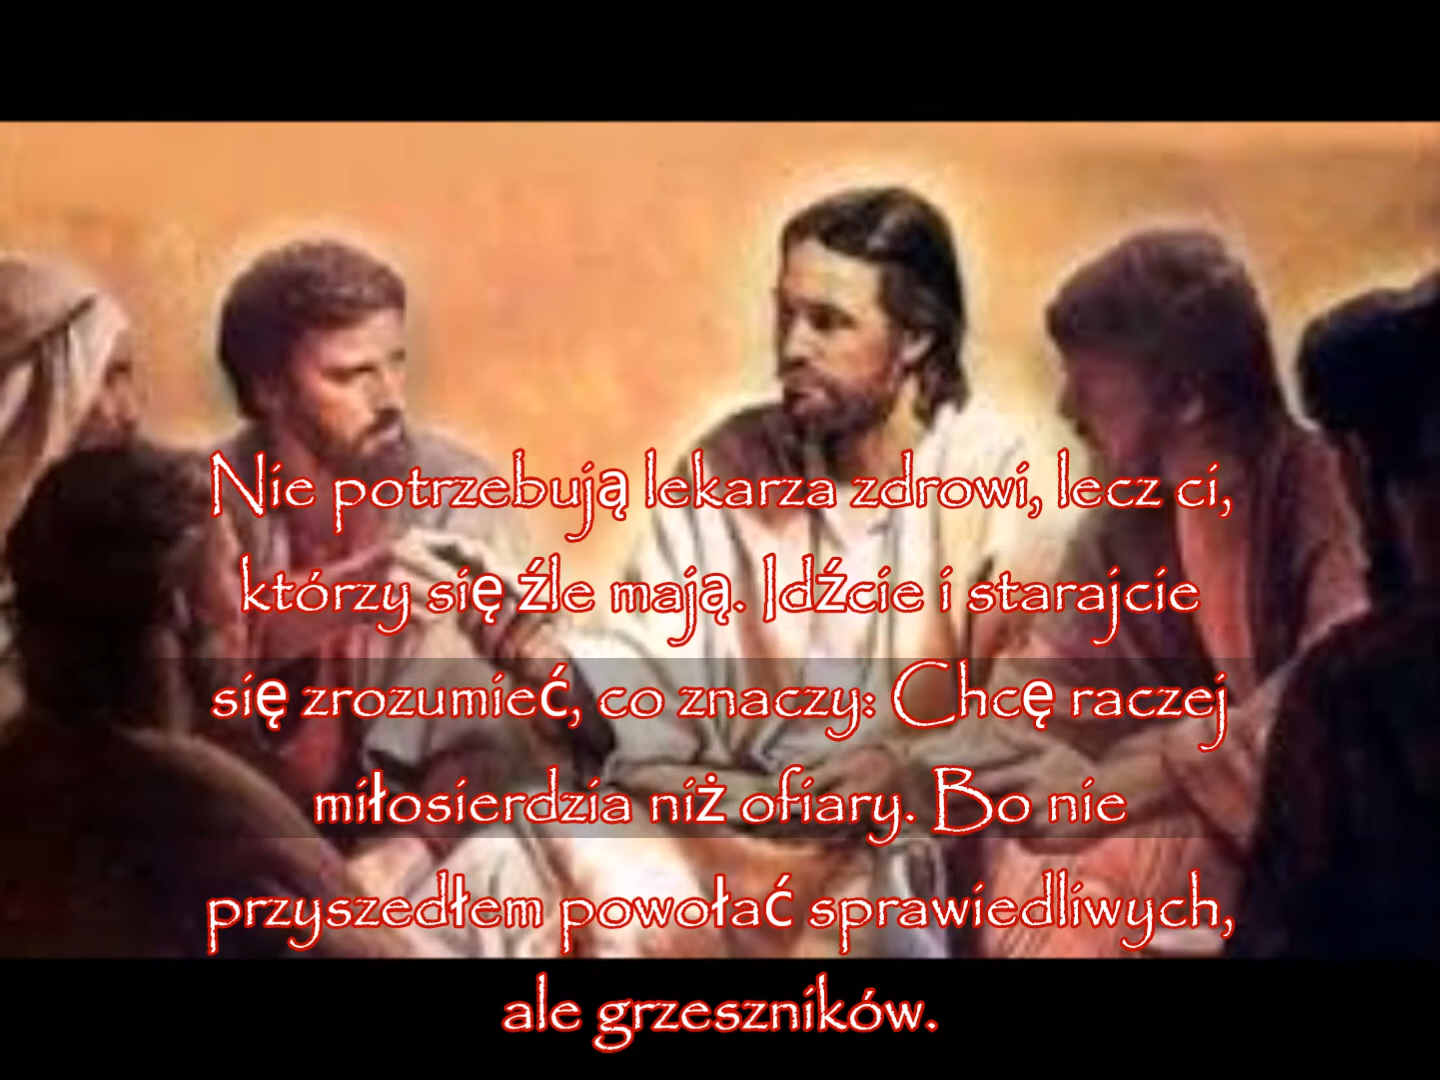 Nie potrzebują lekarza zdrowi, lecz ci,
którzy się źle mają. Idźcie i starajcie
się zrozumieć, co znaczy: Chcę raczej
miłosierdzia niż ofiary. Bo nie
przyszedłem powołać sprawiedliwych,
ale grzeszników.